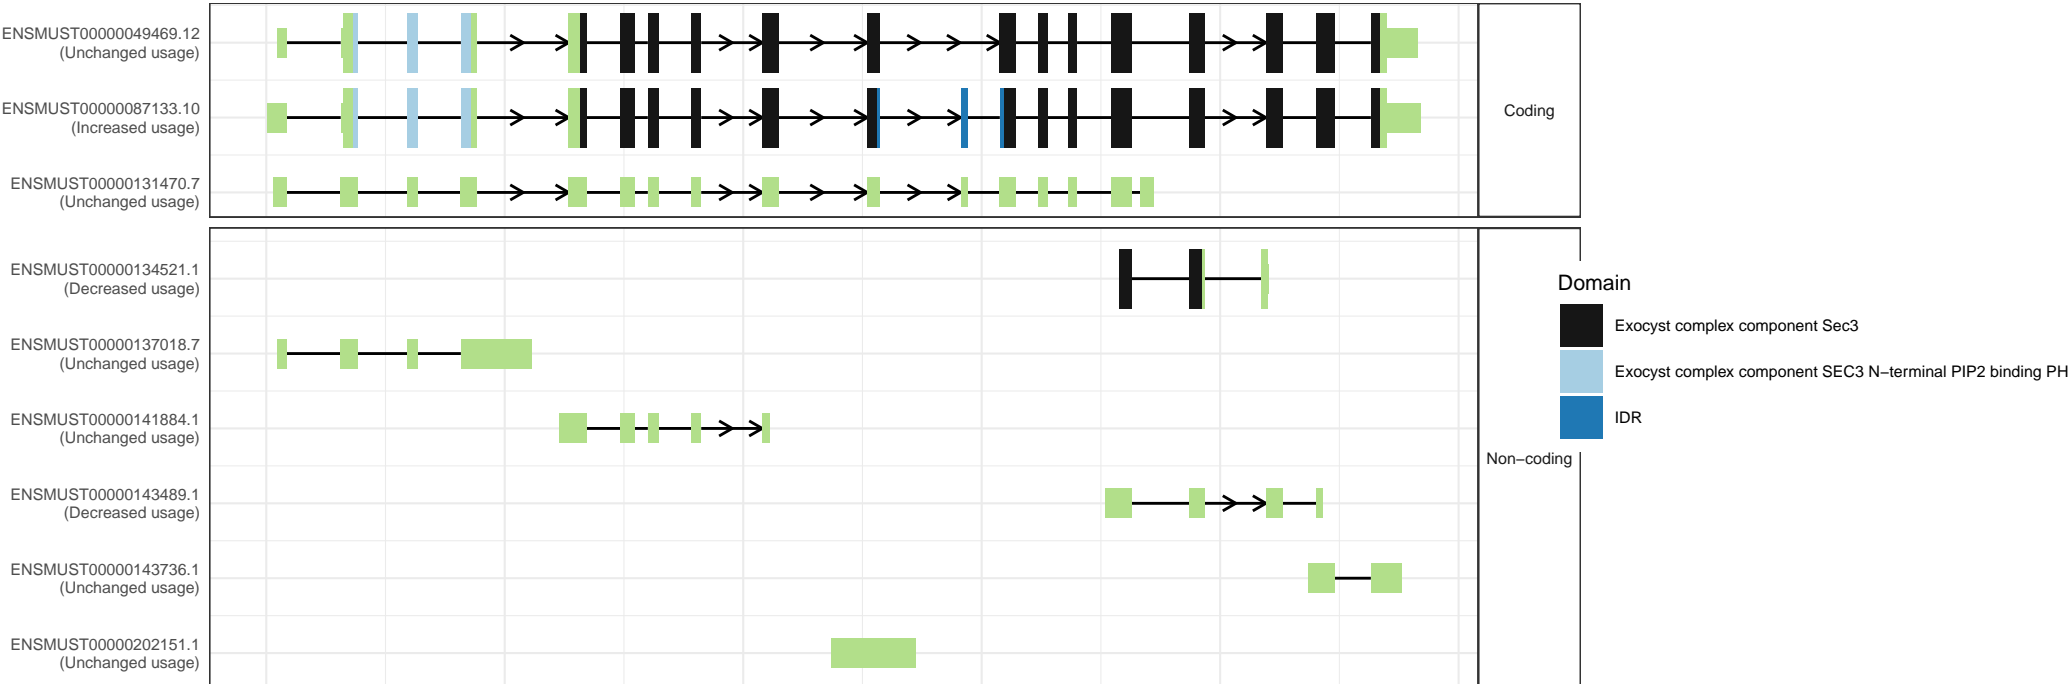 ENSMUST00000049469.12
(Unchanged usage)
ENSMUST00000087133.10
(Increased usage)
ENSMUST00000131470.7
(Unchanged usage)
Coding
ENSMUST00000134521.1
(Decreased usage)
ENSMUST00000137018.7
(Unchanged usage)
ENSMUST00000141884.1
(Unchanged usage)
ENSMUST00000143489.1
(Decreased usage)
ENSMUST00000143736.1
(Unchanged usage)
ENSMUST00000202151.1
(Unchanged usage)
Non−coding
Domain
Exocyst complex component Sec3
Exocyst complex component SEC3 N−terminal PIP2 binding PH
IDR